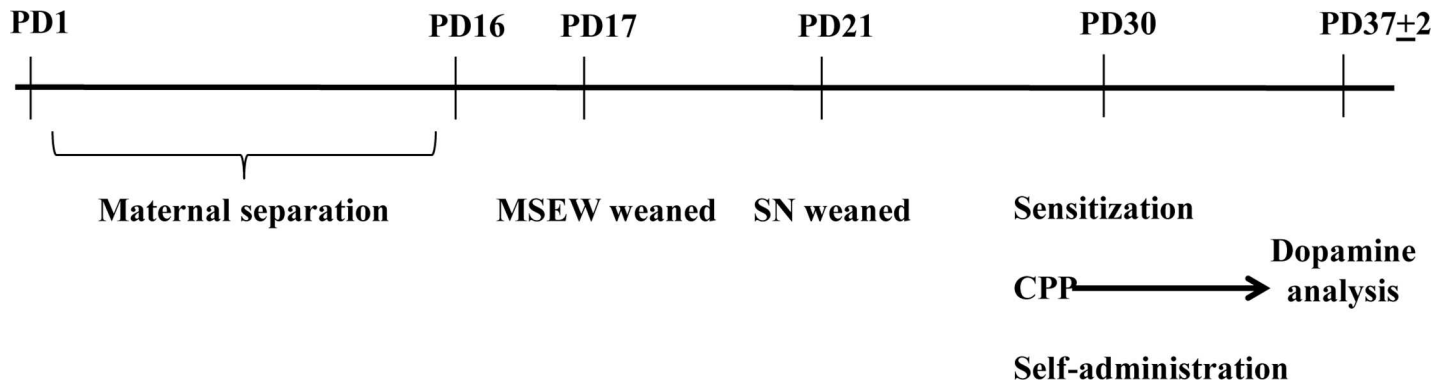 PD1 PD16 PD17 PD21 PD30 PD37±2
Maternal separation MSEW weaned SN weaned Sensitization
Dopamine
CPP analysis
Self-administration